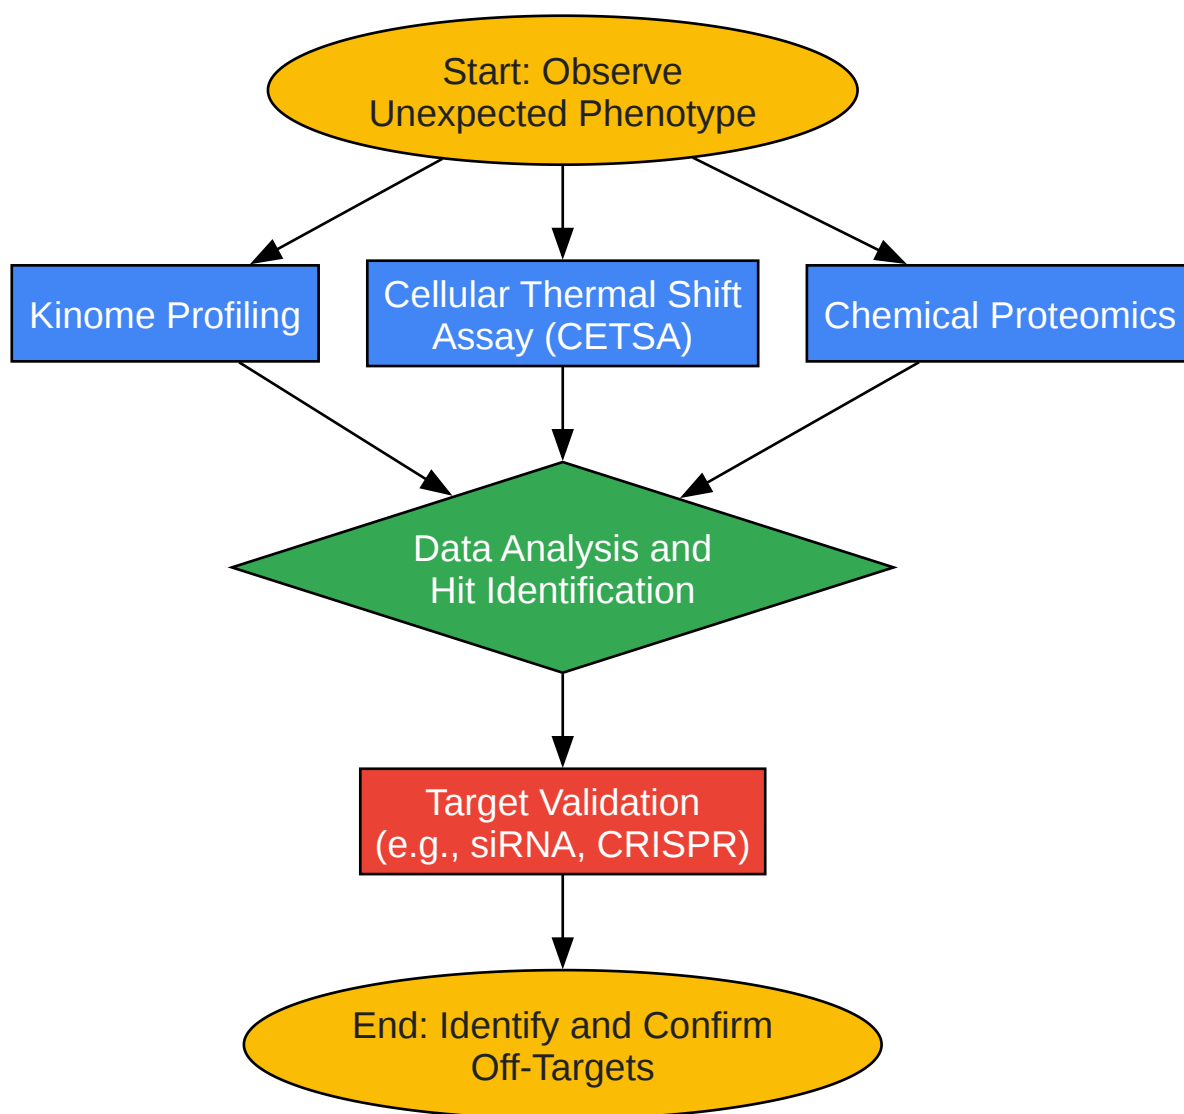 Start: Observe
Unexpected Phenotype
Kinome Profiling
Cellular Thermal Shift
Assay (CETSA)
Chemical Proteomics
Data Analysis and
Hit Identification
Target Validation
(e.g., siRNA, CRISPR)
End: Identify and Confirm
Off-Targets